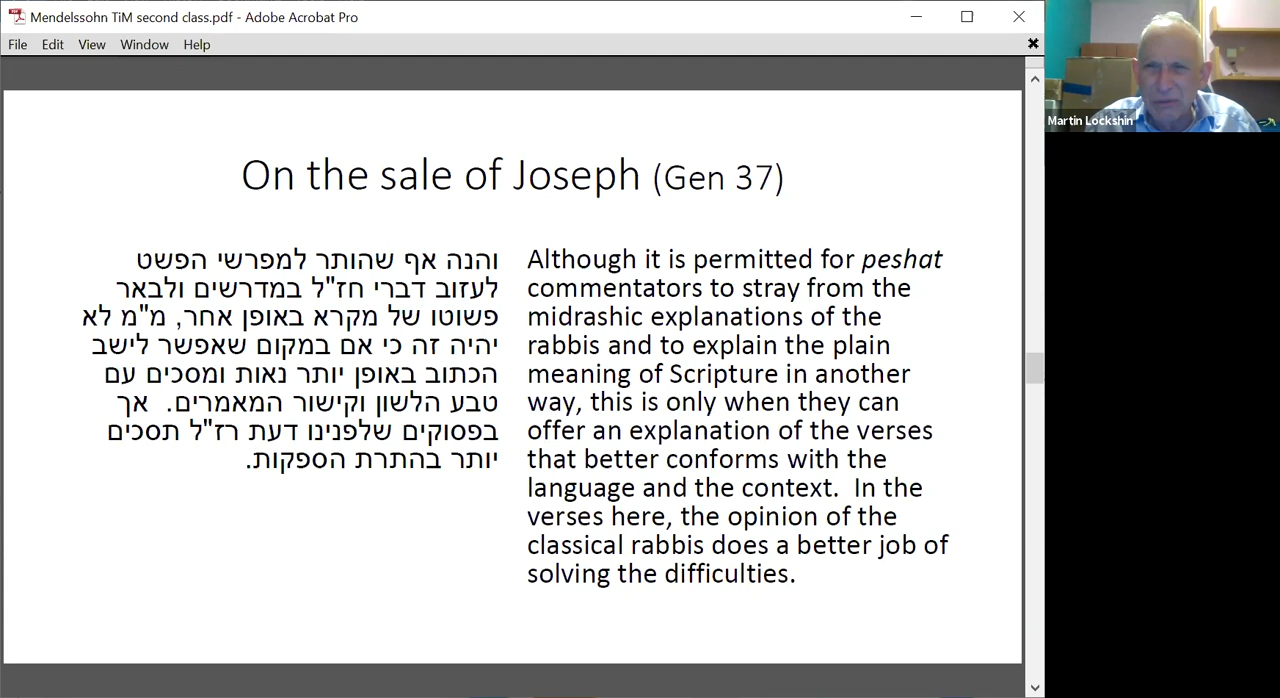 Mendelssohn TiM second class.pdf - Adobe Acrobat Pro
File Edit View Window Help
Martin Lockshin
On the sale of Joseph (Gen 37)
והנה אף שהותר למפרשי הפשט
לעזוב דברי חז"ל במדרשים ולבאר
פשוטו של מקרא באופן אחר, מ"מ לא
יהיה זה כי אם במקום שאפשר לישב
הכתוב באופן יותר נאות ומסכים עם
טבע הלשון וקישור המאמרים. אך
בפסוקים שלפנינו דעת רז"ל תסכים
יותר בהתרת הספקות.
Although it is permitted for peshat
commentators to stray from the
midrashic explanations of the
rabbis and to explain the plain
meaning of Scripture in another
way, this is only when they can
offer an explanation of the verses
that better conforms with the
language and the context. In the
verses here, the opinion of the
classical rabbis does a better job of
solving the difficulties.